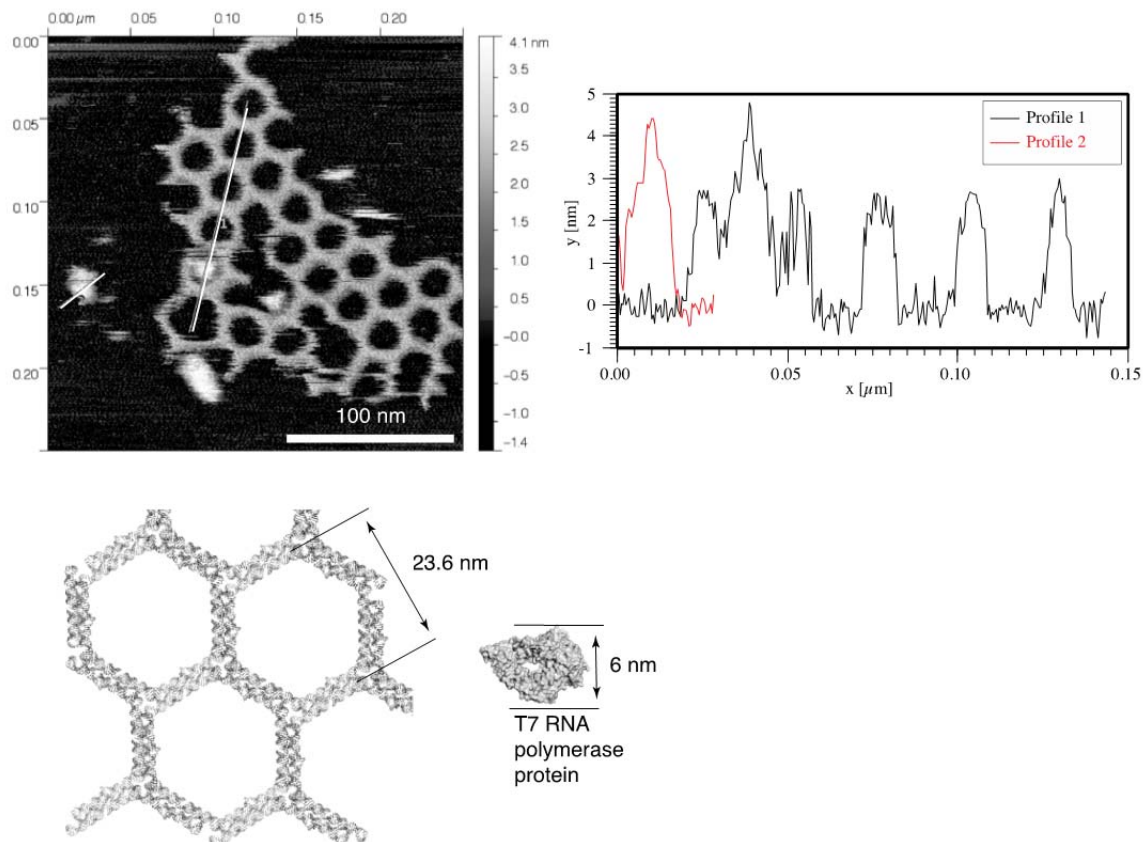 0.00 µm 0.05 0.10 0.15 0.20
0.00
0.05
0.10
0.15
0.20
100 nm
4.1 nm
3.5
3.0
2.5
2.0
1.5
1.0
0.5
−0.0
−0.5
−1.0
−1.4
5
4
3
2
1
0
-1
y [nm]
Profile 1
Profile 2
0.00 0.05 0.10 0.15
x [µm]
23.6 nm
6 nm
T7 RNA
polymerase
protein